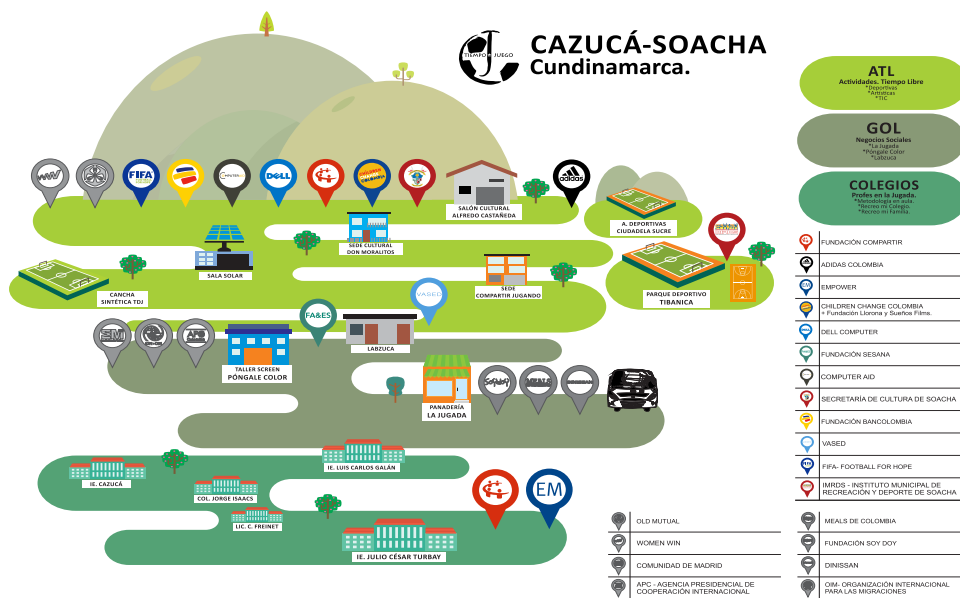 TIEMPO JUEGO
CAZUCÁ-SOACHA
Cundinamarca.
ATL
Actividades. Tiempo Libre
*Deportivas
*Artísticas
*TIC
GOL
Negocios Sociales
*La Jugada
*Póngale Color
*Labzuca
COLEGIOS
Profes en la Jugada.
*Metodología en aula.
*Recreo mi Colegio.
*Recreo mi Familia.
FIFA
DELL
CHILDREN
COLOMBIA
adidas
SALÓN CULTURAL
ALFREDO CASTAÑEDA
A. DEPORTIVAS
CIUDADELA SUCRE
SEDE CULTURAL
DON MORALITOS
SALA SOLAR
CANCHA
SINTÉTICA TDJ
SEDE
COMPARTIR JUGANDO
PARQUE DEPORTIVO
TIBANICA
VASED
FA&ES
EM
APC
LABZUCA
TALLER SCREEN
PÓNGALE COLOR
PANADERÍA
LA JUGADA
MEALS
IE. LUIS CARLOS GALÁN
IE. CAZUCÁ
COL. JORGE ISAACS
LIC. C. FREINET
IE. JULIO CÉSAR TURBAY
EM
FUNDACIÓN COMPARTIR
ADIDAS COLOMBIA
EMPOWER
CHILDREN CHANGE COLOMBIA
+ Fundación Llorona y Sueños Films.
DELL COMPUTER
FUNDACIÓN SESANA
COMPUTER AID
SECRETARÍA DE CULTURA DE SOACHA
FUNDACIÓN BANCOLOMBIA
VASED
FIFA- FOOTBALL FOR HOPE
IMRDS - INSTITUTO MUNICIPAL DE
RECREACIÓN Y DEPORTE DE SOACHA
OLD MUTUAL
WOMEN WIN
COMUNIDAD DE MADRID
APC - AGENCIA PRESIDENCIAL DE
COOPERACIÓN INTERNACIONAL
MEALS DE COLOMBIA
FUNDACIÓN SOY DOY
DINISSAN
OIM- ORGANIZACIÓN INTERNACIONAL
PARA LAS MIGRACIONES